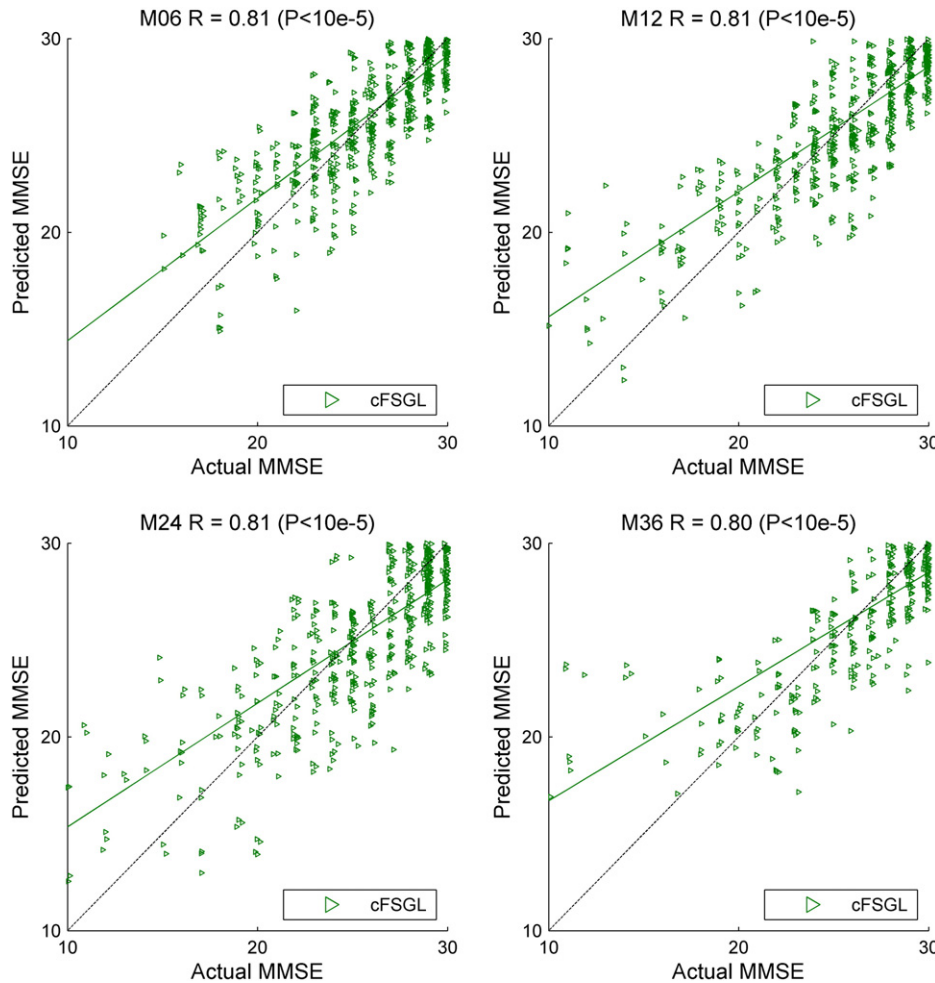 M06 R = 0.81 (P<10e-5)
30
20
10
Predicted MMSE
cFSGL
10
20
30
Actual MMSE
M12 R = 0.81 (P<10e-5)
30
20
10
Predicted MMSE
cFSGL
10
20
30
Actual MMSE
M24 R = 0.81 (P<10e-5)
30
20
10
Predicted MMSE
cFSGL
10
20
30
Actual MMSE
M36 R = 0.80 (P<10e-5)
30
20
10
Predicted MMSE
cFSGL
10
20
30
Actual MMSE